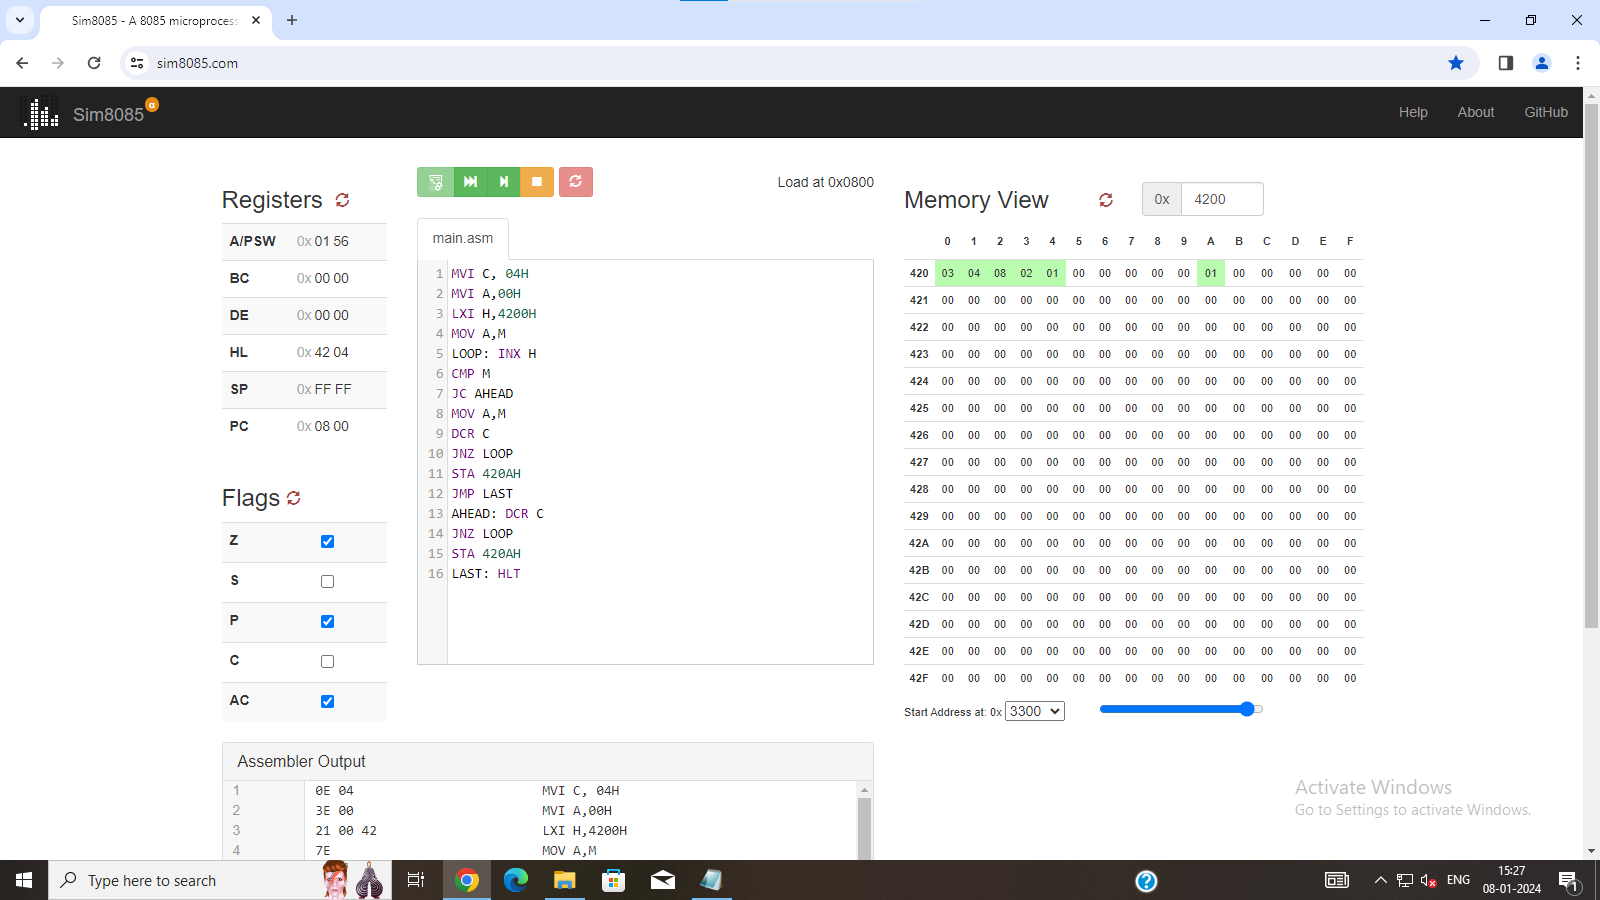 Sim8085 - A 8085 microprocess
sim8085.com
Sim8085 α
Help About GitHub
Load at 0x0800
Registers
A/PSW 0x 01 56
BC 0x 00 00
DE 0x 00 00
HL 0x 42 04
SP 0x FF FF
PC 0x 08 00
Flags
Z
S
P
C
AC
main.asm
1 MVI C, 04H
2 MVI A,00H
3 LXI H,4200H
4 MOV A,M
5 LOOP: INX H
6 CMP M
7 JC AHEAD
8 MOV A,M
9 DCR C
10 JNZ LOOP
11 STA 420AH
12 JMP LAST
13 AHEAD: DCR C
14 JNZ LOOP
15 STA 420AH
16 LAST: HLT
Memory View 0x 4200
0 1 2 3 4 5 6 7 8 9 A B C D E F
420 03 04 08 02 01 00 00 00 00 00 01 00 00 00 00 00
421 00 00 00 00 00 00 00 00 00 00 00 00 00 00 00 00
422 00 00 00 00 00 00 00 00 00 00 00 00 00 00 00 00
423 00 00 00 00 00 00 00 00 00 00 00 00 00 00 00 00
424 00 00 00 00 00 00 00 00 00 00 00 00 00 00 00 00
425 00 00 00 00 00 00 00 00 00 00 00 00 00 00 00 00
426 00 00 00 00 00 00 00 00 00 00 00 00 00 00 00 00
427 00 00 00 00 00 00 00 00 00 00 00 00 00 00 00 00
428 00 00 00 00 00 00 00 00 00 00 00 00 00 00 00 00
429 00 00 00 00 00 00 00 00 00 00 00 00 00 00 00 00
42A 00 00 00 00 00 00 00 00 00 00 00 00 00 00 00 00
42B 00 00 00 00 00 00 00 00 00 00 00 00 00 00 00 00
42C 00 00 00 00 00 00 00 00 00 00 00 00 00 00 00 00
42D 00 00 00 00 00 00 00 00 00 00 00 00 00 00 00 00
42E 00 00 00 00 00 00 00 00 00 00 00 00 00 00 00 00
42F 00 00 00 00 00 00 00 00 00 00 00 00 00 00 00 00
Start Address at: 0x 3300
Assembler Output
1 0E 04 MVI C, 04H
2 3E 00 MVI A,00H
3 21 00 42 LXI H,4200H
4 7E MOV A,M
Activate Windows
Go to Settings to activate Windows.
Type here to search
ENG
15:27
08-01-2024
1